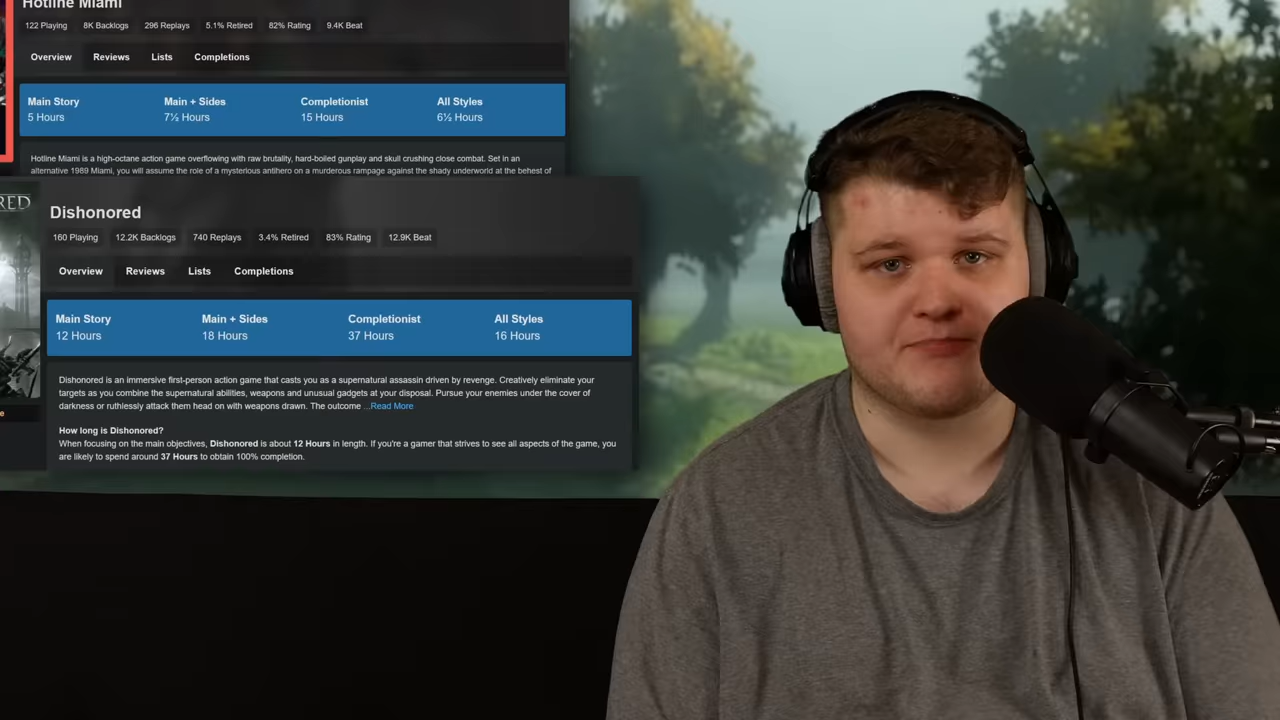 Hotline Miami
122 Playing 8K Backlogs 296 Replays 5.1% Retired 82% Rating 9.4K Beat
Overview Reviews Lists Completions
Main Story Main + Sides Completionist All Styles
5 Hours 7½ Hours 15 Hours 6½ Hours
Hotline Miami is a high-octane action game overflowing with raw brutality, hard-boiled gunplay and skull crushing close combat. Set in an
alternative 1989 Miami, you will assume the role of a mysterious antihero on a murderous rampage against the shady underworld at the behest of
RED
Dishonored
160 Playing 12.2K Backlogs 740 Replays 3.4% Retired 83% Rating 12.9K Beat
Overview Reviews Lists Completions
Main Story Main + Sides Completionist All Styles
12 Hours 18 Hours 37 Hours 16 Hours
Dishonored is an immersive first-person action game that casts you as a supernatural assassin driven by revenge. Creatively eliminate your
targets as you combine the supernatural abilities, weapons and unusual gadgets at your disposal. Pursue your enemies under the cover of
darkness or ruthlessly attack them head on with weapons drawn. The outcome ...Read More
e
How long is Dishonored?
When focusing on the main objectives, Dishonored is about 12 Hours in length. If you're a gamer that strives to see all aspects of the game, you
are likely to spend around 37 Hours to obtain 100% completion.